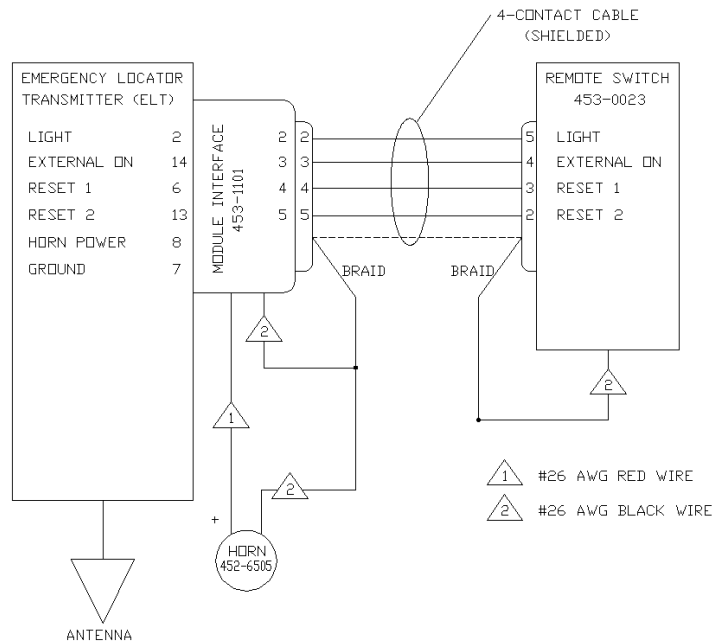 4-CONTACT CABLE
(SHIELDED)
EMERGENCY LOCATOR
TRANSMITTER (ELT)
LIGHT 2
EXTERNAL ON 14
RESET 1 6
RESET 2 13
HORN POWER 8
GROUND 7
MODULE INTERFACE
453-1101
2 2
3 3
4 4
5 5
REMOTE SWITCH
453-0023
5 LIGHT
4 EXTERNAL ON
3 RESET 1
2 RESET 2
BRAID
BRAID
2
2
1
2
+
HORN
452-6505
ANTENNA
1 #26 AWG RED WIRE
2 #26 AWG BLACK WIRE